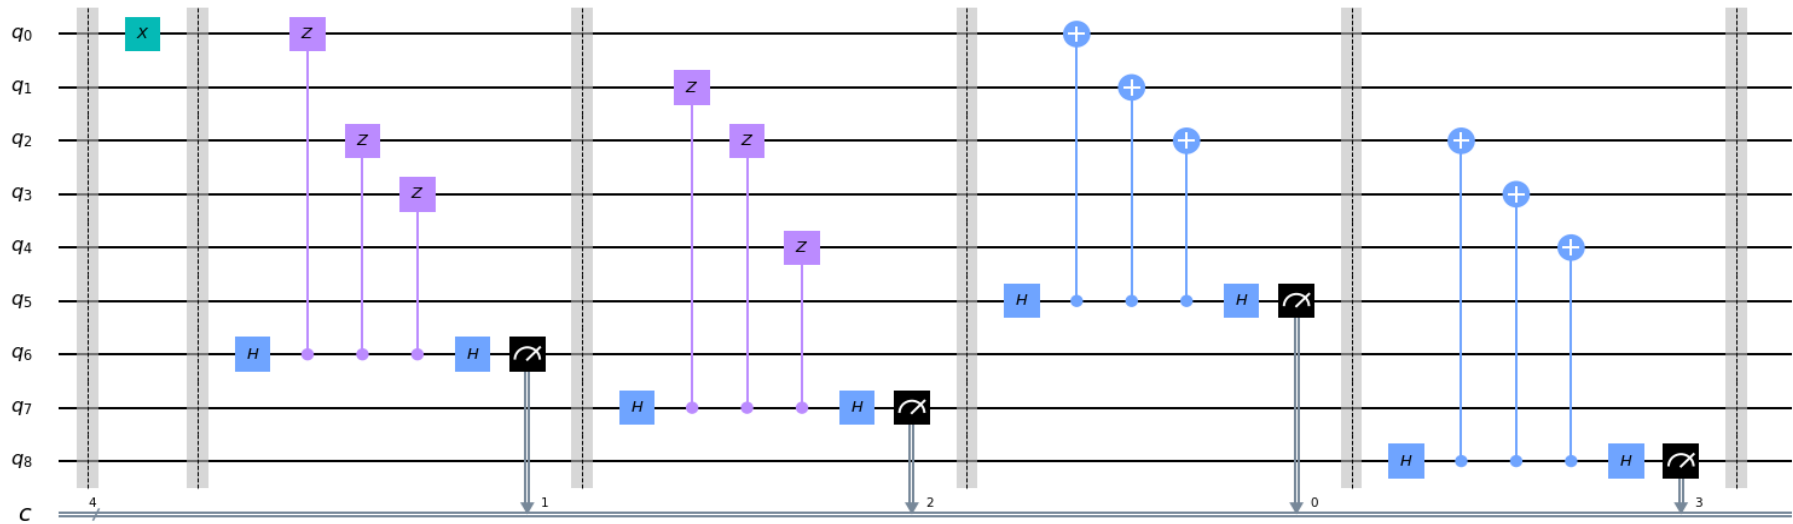 q0 X Z
q1 Z
q2 Z Z
q3 Z
q4 Z
q5 H H
q6 H H
q7 H H
q8 H H
c 4 1 2 0 3